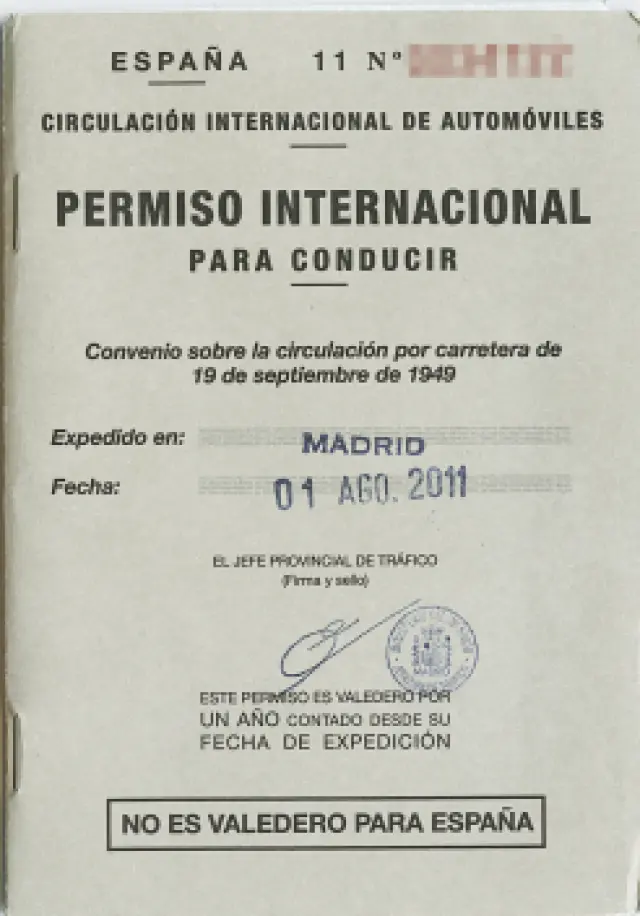 ESPAÑA 11 Nº
CIRCULACIÓN INTERNACIONAL DE AUTOMÓVILES
PERMISO INTERNACIONAL
PARA CONDUCIR
Convenio sobre la circulación por carretera de
19 de septiembre de 1949
Expedido en: MADRID
Fecha: 01 AGO. 2011
EL JEFE PROVINCIAL DE TRÁFICO
(Firma y sello)
ESTE PERMISO ES VALEDERO POR
UN AÑO CONTADO DESDE SU
FECHA DE EXPEDICIÓN
NO ES VALEDERO PARA ESPAÑA